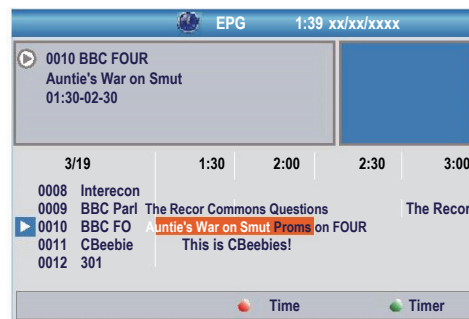 EPG 1:39 xx/xx/xxxx
0010 BBC FOUR
Auntie's War on Smut
01:30-02-30
3/19 1:30 2:00 2:30 3:00
0008 Interecon
0009 BBC Parl The Recor Commons Questions The Recor
0010 BBC FO Auntie's War on Smut Proms on FOUR
0011 CBeebie This is CBeebies!
0012 301
Time Timer